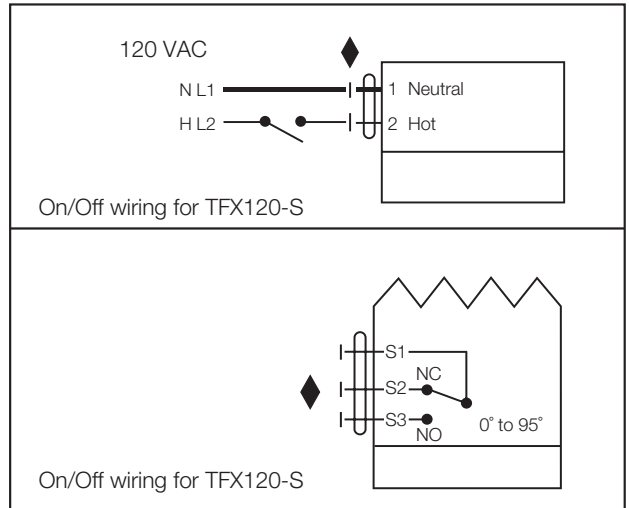 120 VAC
N L1
1 Neutral
H L2
2 Hot
On/Off wiring for TFX120-S
S1
S2
NC
S3
NO
0° to 95°
On/Off wiring for TFX120-S